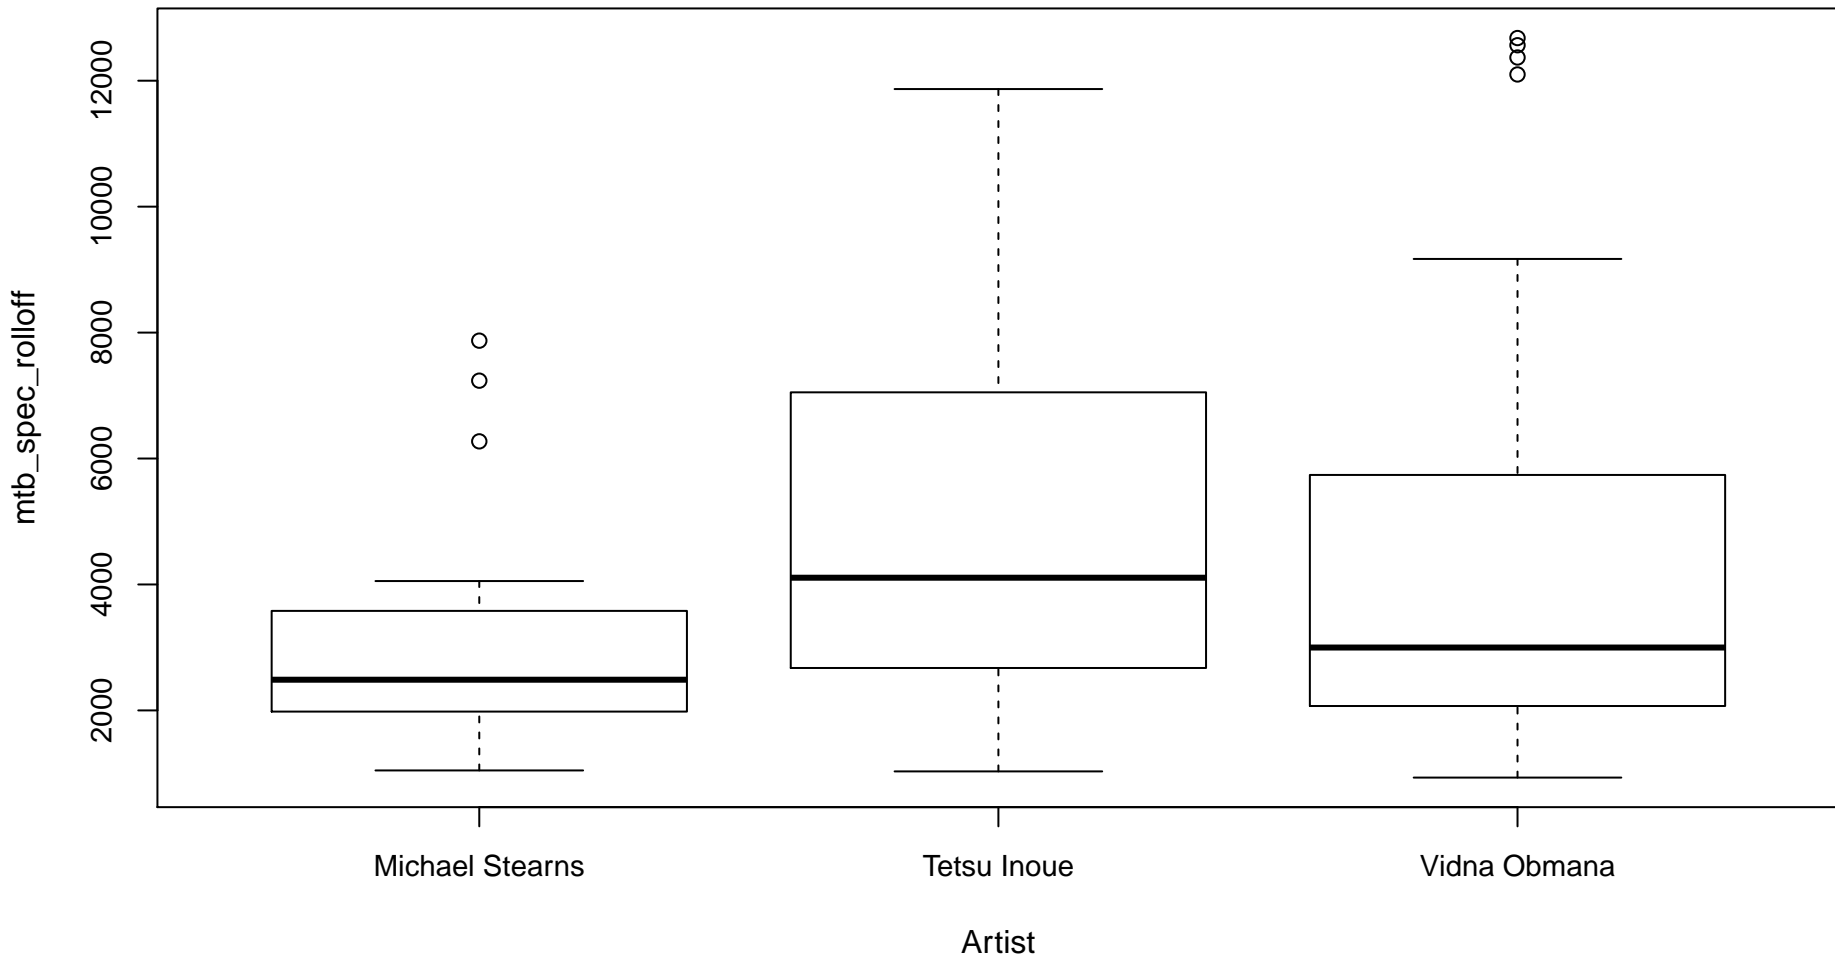 mtb_spec_rolloff
12000
10000
8000
6000
4000
2000
Michael Stearns
Tetsu Inoue
Vidna Obmana
Artist